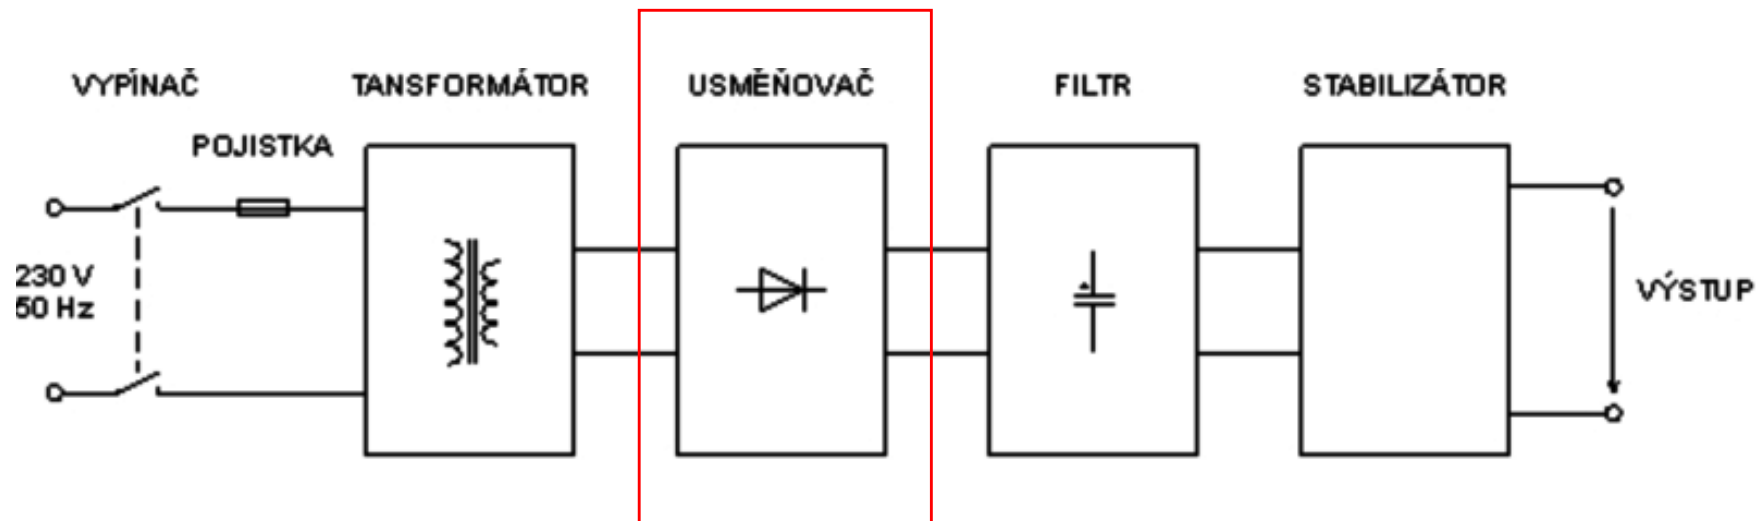 VYPÍNAČ
TANSFORMÁTOR
USMĚŇOVAČ
FILTR
STABILIZÁTOR
POJISTKA
230 V
50 Hz
VÝSTUP